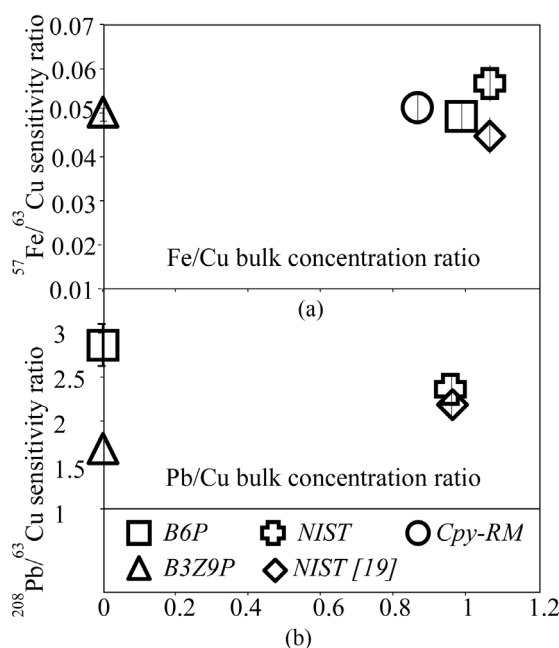 0.07
0.06
0.05
0.04
0.03
0.02
0.01
57Fe/63Cu sensitivity ratio
Fe/Cu bulk concentration ratio
(a)
3
2.5
2
1.5
1
208Pb/63Cu sensitivity ratio
Pb/Cu bulk concentration ratio
B6P NIST Cpy-RM
B3Z9P NIST [19]
0 0.2 0.4 0.6 0.8 1 1.2
(b)